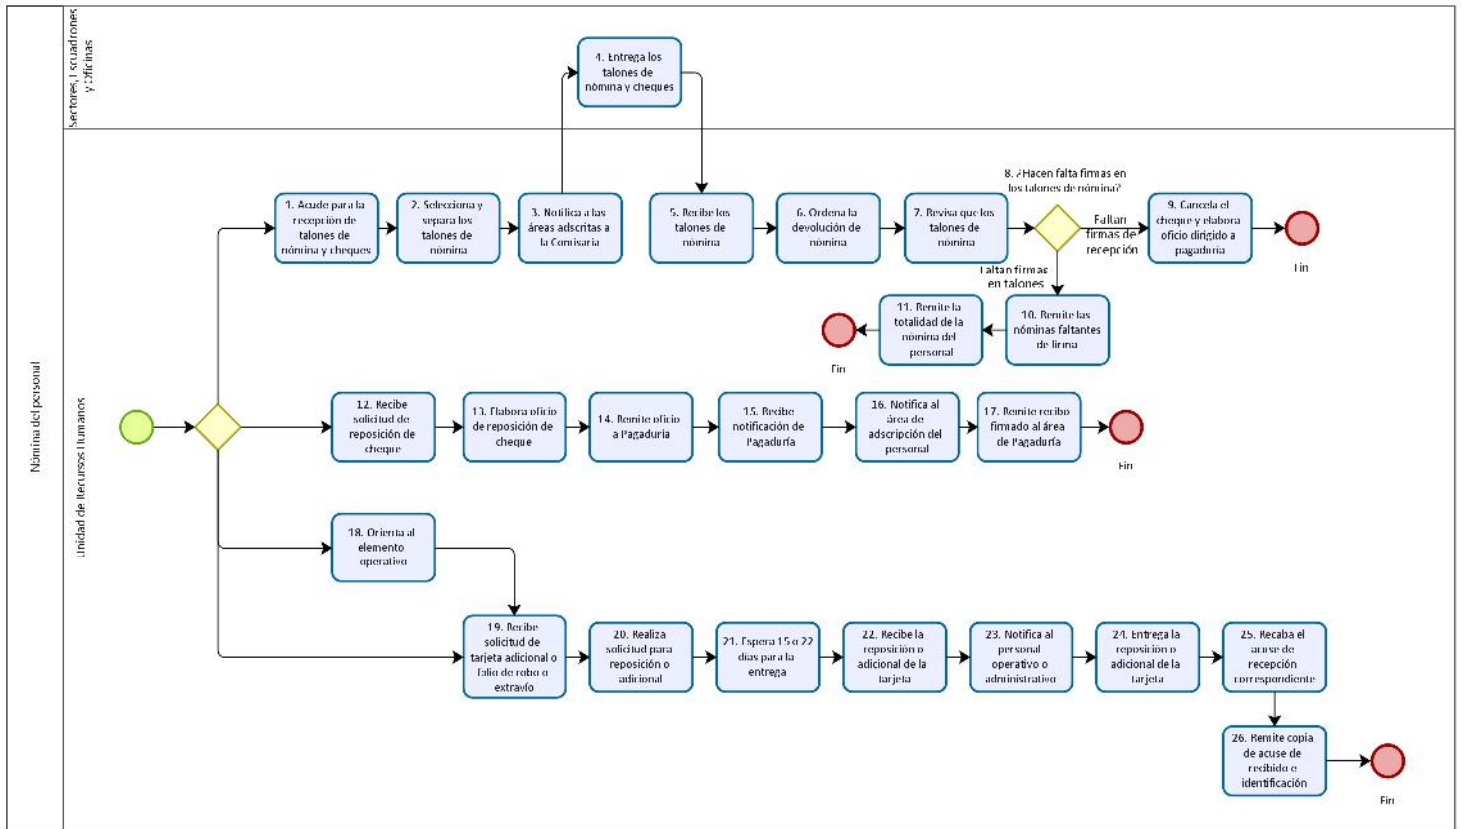 Nómina del personal
Sectores, Escuadrones
y Oficinas
Unidad de Recursos Humanos
4. Entrega los
talones de
nómina y cheques
1. Acude para la
recepción de
talones de
nómina y cheques
2. Selecciona y
separa los
talones de
nómina
3. Notifica a las
áreas adscritas a
la Comisaría
5. Recibe los
talones de
nómina
6. Ordena la
devolución de
nómina
7. Revisa que los
talones de
nómina
8. ¿Hacen falta firmas en
los talones de nómina?
Faltan
firmas de
recepción
9. Cancela el
cheque y elabora
oficio dirigido a
pagaduría
Fin
Faltan firmas
en talones
10. Remite las
nóminas faltantes
de firma
11. Remite la
totalidad de la
nómina del
personal
Fin
12. Recibe
solicitud de
reposición de
cheque
13. Elabora oficio
de reposición de
cheque
14. Remite oficio
a Pagaduría
15. Recibe
notificación de
Pagaduría
16. Notifica al
área de
adscripción del
personal
17. Remite recibo
firmado al área
de Pagaduría
Fin
18. Orienta al
elemento
operativo
19. Recibe
solicitud de
tarjeta adicional o
folio de robo o
extravío
20. Realiza
solicitud para
reposición o
adicional
21. Espera 15 o 22
días para la
entrega
22. Recibe la
reposición o
adicional de la
tarjeta
23. Notifica al
personal
operativo o
administrativo
24. Entrega la
reposición o
adicional de la
tarjeta
25. Recaba el
acuse de
recepción
correspondiente
26. Remite copia
de acuse de
recibido e
identificación
Fin